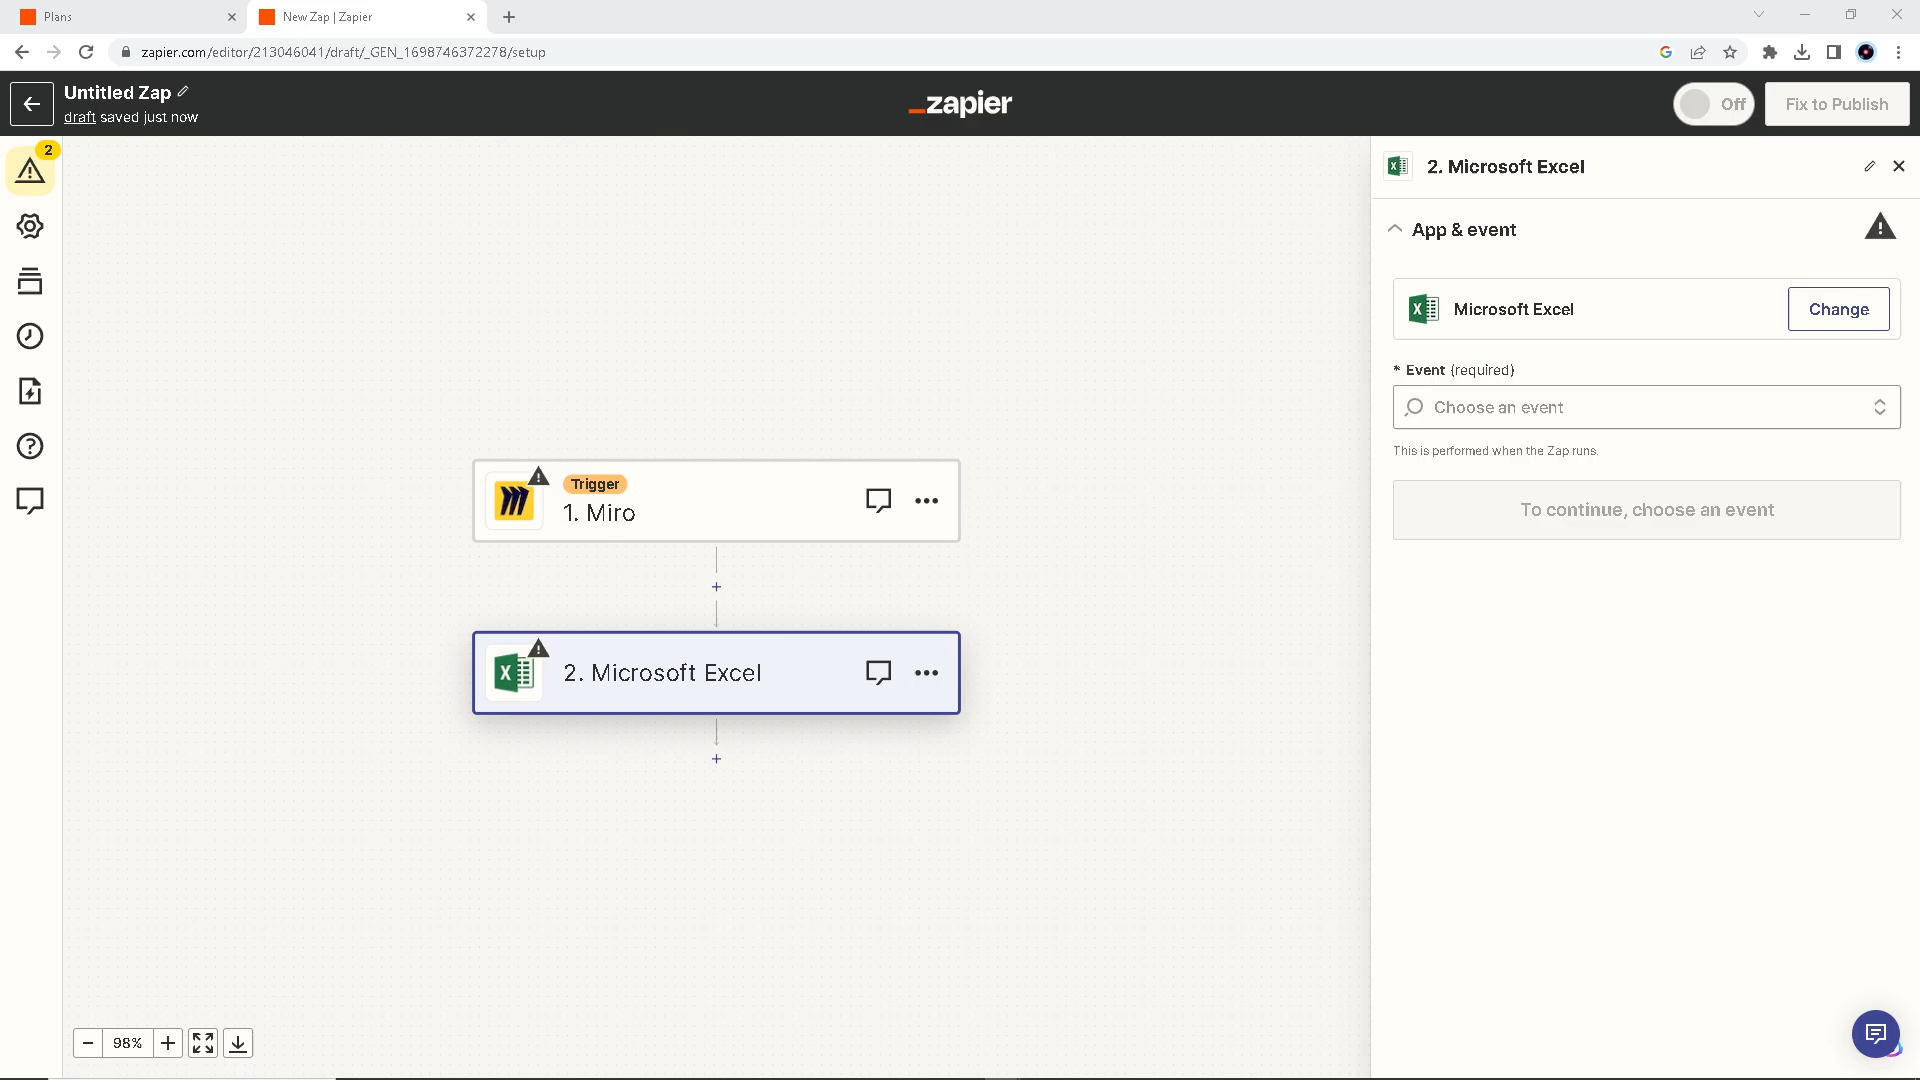 Plans
New Zap | Zapier
zapier.com/editor/213046041/draft/_GEN_1698746372278/setup
Untitled Zap
draft saved just now
zapier
Off
Fix to Publish
2
2. Microsoft Excel
App & event
Microsoft Excel
Change
* Event (required)
Choose an event
This is performed when the Zap runs.
To continue, choose an event
Trigger
1. Miro
2. Microsoft Excel
98%